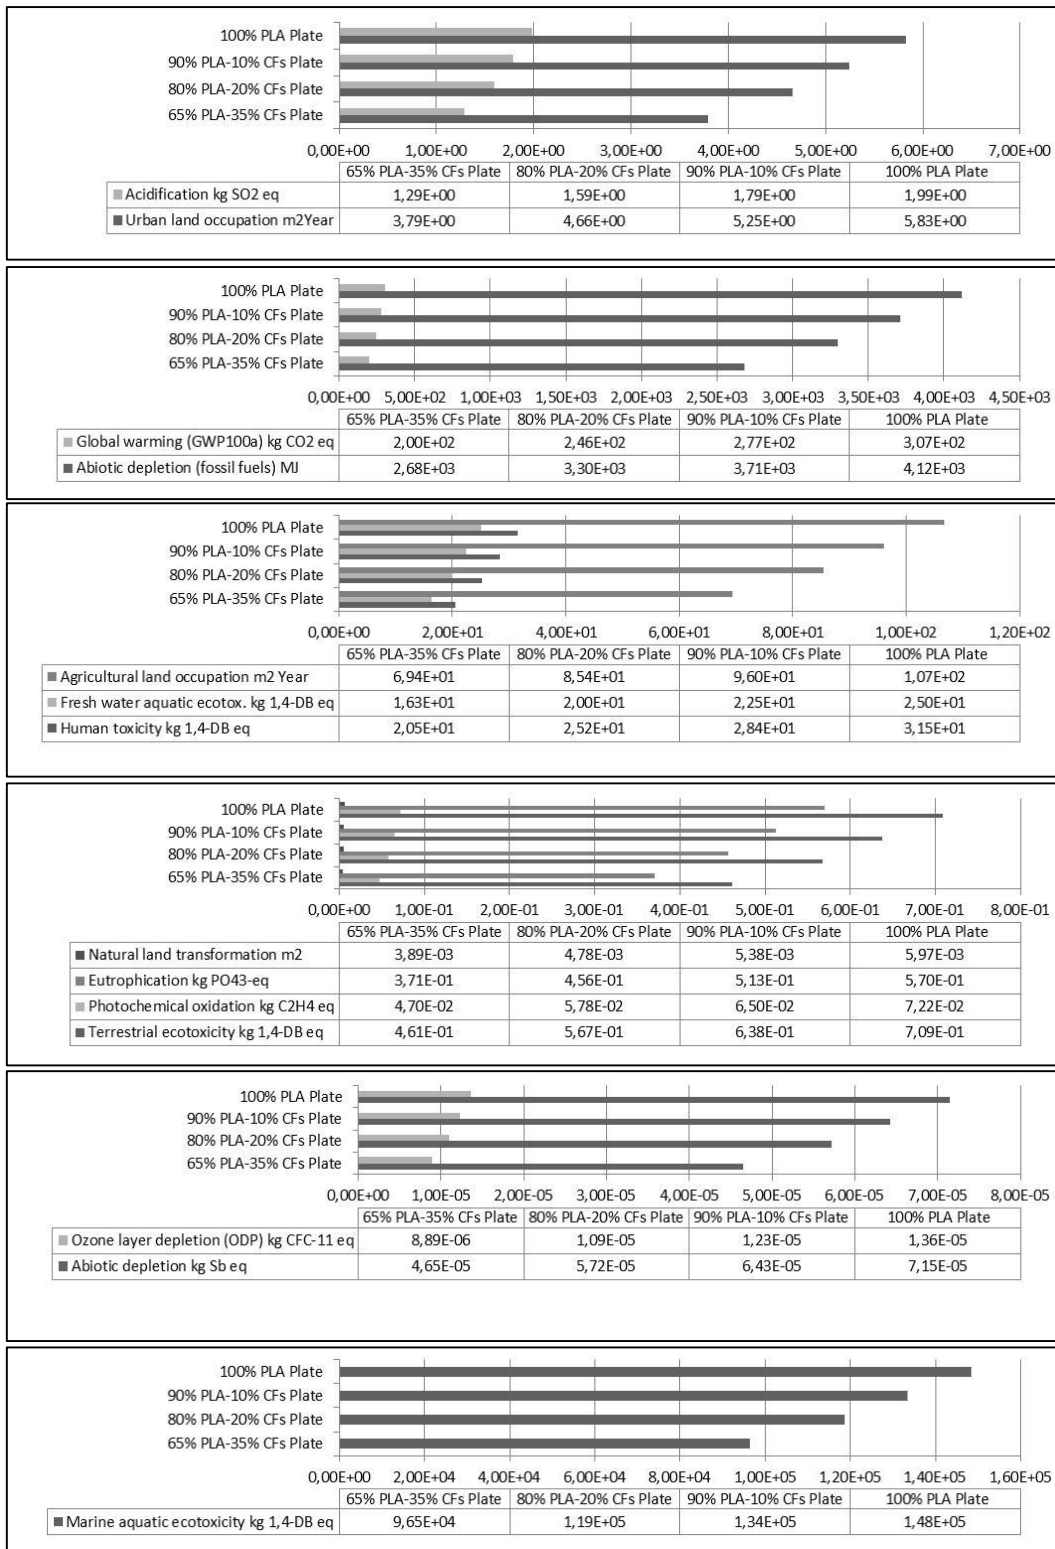 100% PLA Plate
90% PLA-10% CFs Plate
80% PLA-20% CFs Plate
65% PLA-35% CFs Plate
0,00E+00 1,00E+00 2,00E+00 3,00E+00 4,00E+00 5,00E+00 6,00E+00 7,00E+00
65% PLA-35% CFs Plate 80% PLA-20% CFs Plate 90% PLA-10% CFs Plate 100% PLA Plate
Acidification kg SO2 eq 1,29E+00 1,59E+00 1,79E+00 1,99E+00
Urban land occupation m2Year 3,79E+00 4,66E+00 5,25E+00 5,83E+00
100% PLA Plate
90% PLA-10% CFs Plate
80% PLA-20% CFs Plate
65% PLA-35% CFs Plate
0,00E+00 5,00E+02 1,00E+03 1,50E+03 2,00E+03 2,50E+03 3,00E+03 3,50E+03 4,00E+03 4,50E+03
65% PLA-35% CFs Plate 80% PLA-20% CFs Plate 90% PLA-10% CFs Plate 100% PLA Plate
Global warming (GWP100a) kg CO2 eq 2,00E+02 2,46E+02 2,77E+02 3,07E+02
Abiotic depletion (fossil fuels) MJ 2,68E+03 3,30E+03 3,71E+03 4,12E+03
100% PLA Plate
90% PLA-10% CFs Plate
80% PLA-20% CFs Plate
65% PLA-35% CFs Plate
0,00E+00 2,00E+01 4,00E+01 6,00E+01 8,00E+01 1,00E+02 1,20E+02
65% PLA-35% CFs Plate 80% PLA-20% CFs Plate 90% PLA-10% CFs Plate 100% PLA Plate
Agricultural land occupation m2 Year 6,94E+01 8,54E+01 9,60E+01 1,07E+02
Fresh water aquatic ecotox. kg 1,4-DB eq 1,63E+01 2,00E+01 2,25E+01 2,50E+01
Human toxicity kg 1,4-DB eq 2,05E+01 2,52E+01 2,84E+01 3,15E+01
100% PLA Plate
90% PLA-10% CFs Plate
80% PLA-20% CFs Plate
65% PLA-35% CFs Plate
0,00E+00 1,00E-01 2,00E-01 3,00E-01 4,00E-01 5,00E-01 6,00E-01 7,00E-01 8,00E-01
65% PLA-35% CFs Plate 80% PLA-20% CFs Plate 90% PLA-10% CFs Plate 100% PLA Plate
Natural land transformation m2 3,89E-03 4,78E-03 5,38E-03 5,97E-03
Eutrophication kg PO43-eq 3,71E-01 4,56E-01 5,13E-01 5,70E-01
Photochemical oxidation kg C2H4 eq 4,70E-02 5,78E-02 6,50E-02 7,22E-02
Terrestrial ecotoxicity kg 1,4-DB eq 4,61E-01 5,67E-01 6,38E-01 7,09E-01
100% PLA Plate
90% PLA-10% CFs Plate
80% PLA-20% CFs Plate
65% PLA-35% CFs Plate
0,00E+00 1,00E-05 2,00E-05 3,00E-05 4,00E-05 5,00E-05 6,00E-05 7,00E-05 8,00E-05
65% PLA-35% CFs Plate 80% PLA-20% CFs Plate 90% PLA-10% CFs Plate 100% PLA Plate
Ozone layer depletion (ODP) kg CFC-11 eq 8,89E-06 1,09E-05 1,23E-05 1,36E-05
Abiotic depletion kg Sb eq 4,65E-05 5,72E-05 6,43E-05 7,15E-05
100% PLA Plate
90% PLA-10% CFs Plate
80% PLA-20% CFs Plate
65% PLA-35% CFs Plate
0,00E+00 2,00E+04 4,00E+04 6,00E+04 8,00E+04 1,00E+05 1,20E+05 1,40E+05 1,60E+05
65% PLA-35% CFs Plate 80% PLA-20% CFs Plate 90% PLA-10% CFs Plate 100% PLA Plate
Marine aquatic ecotoxicity kg 1,4-DB eq 9,65E+04 1,19E+05 1,34E+05 1,48E+05